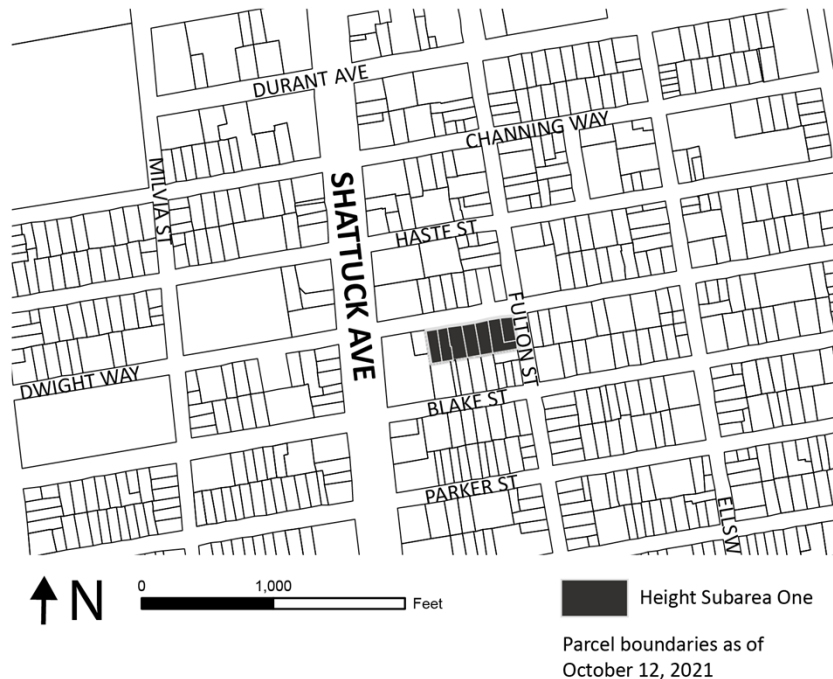 DURANT AVE
CHANNING WAY
MILVIA ST
SHATTUCK AVE
HASTE ST
FULTON ST
DWIGHT WAY
BLAKE ST
PARKER ST
ELLSW
N
0 1,000
Feet
Height Subarea One
Parcel boundaries as of
October 12, 2021